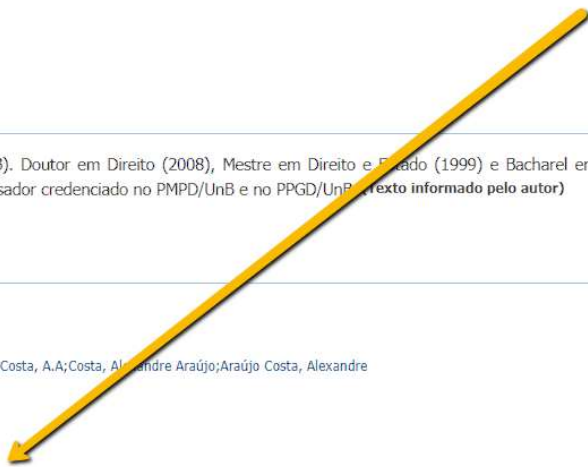 ). Doutor em Direito (2008), Mestre em Direito e Estado (1999) e Bacharel em
sador credenciado no PMPD/UnB e no PPGD/UnB. (Texto informado pelo autor)
Costa, A.A;Costa, Alexandre Araújo;Araújo Costa, Alexandre